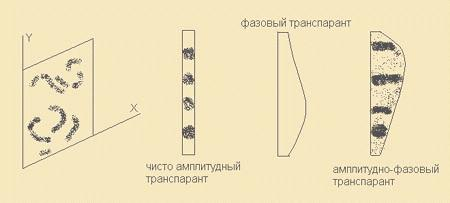 фазовый транспарант
Y
X
чисто амплитудный
транспарант
амплитудно-фазовый
транспарант